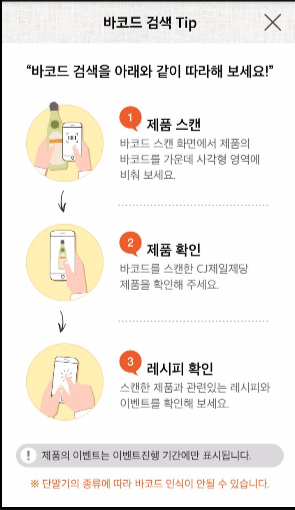 바코드 검색 Tip
“바코드 검색을 아래와 같이 따라해 보세요!”
1
제품 스캔
바코드 스캔 화면에서 제품의
바코드를 가운데 사각형 영역에
비춰 보세요.
2
제품 확인
바코드를 스캔한 CJ제일제당
제품을 확인해 주세요.
3
레시피 확인
스캔한 제품과 관련있는 레시피와
이벤트를 확인해 보세요.
! 제품의 이벤트는 이벤트진행 기간에만 표시됩니다.
※ 단말기의 종류에 따라 바코드 인식이 안될 수 있습니다.